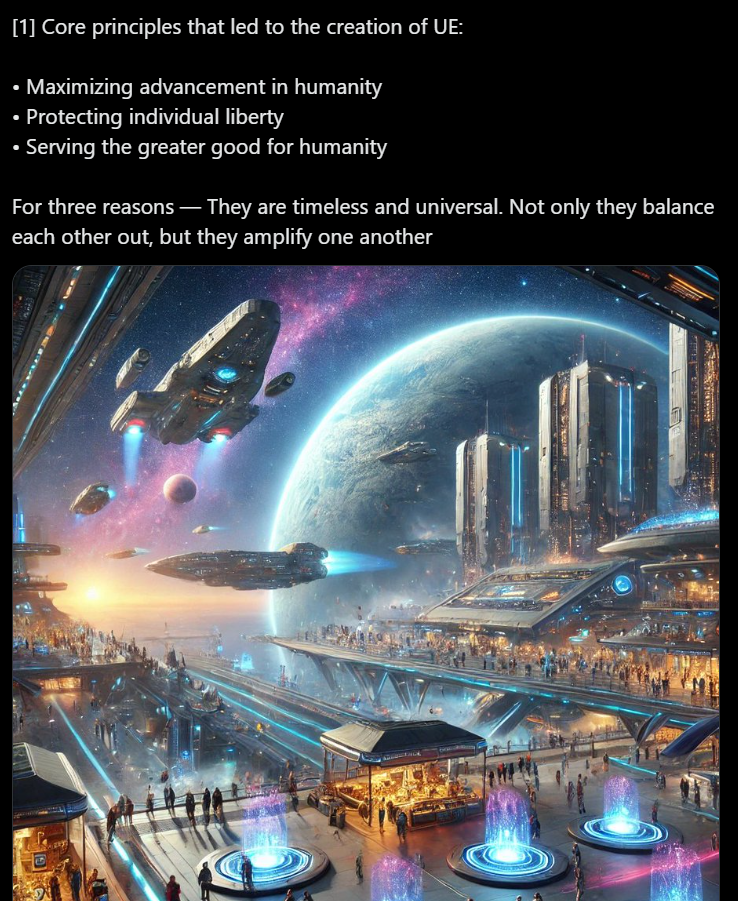 [1] Core principles that led to the creation of UE:
• Maximizing advancement in humanity
• Protecting individual liberty
• Serving the greater good for humanity
For three reasons — They are timeless and universal. Not only they balance
each other out, but they amplify one another